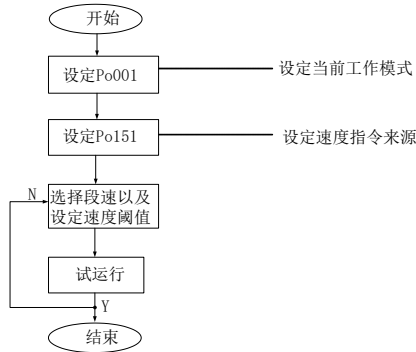 开始
设定Po001
设定当前工作模式
设定Po151
设定速度指令来源
N
选择段速以及
设定速度阈值
试运行
Y
结束